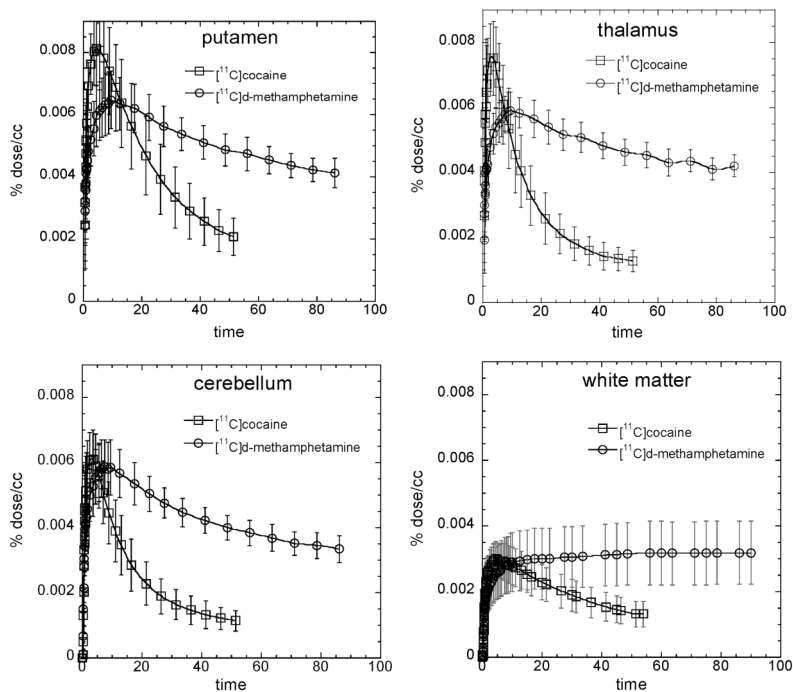 putamen
[¹¹C]cocaine
[¹¹C]d-methamphetamine
% dose/cc
0.008
0.006
0.004
0.002
0
0 20 40 60 80 100
time
thalamus
[¹¹C]cocaine
[¹¹C]d-methamphetamine
% dose/cc
0.008
0.006
0.004
0.002
0
0 20 40 60 80 100
time
cerebellum
[¹¹C]cocaine
[¹¹C]d-methamphetamine
% dose/cc
0.008
0.006
0.004
0.002
0
0 20 40 60 80 100
time
white matter
[¹¹C]cocaine
[¹¹C]d-methamphetamine
% dose/cc
0.008
0.006
0.004
0.002
0
0 20 40 60 80 100
time